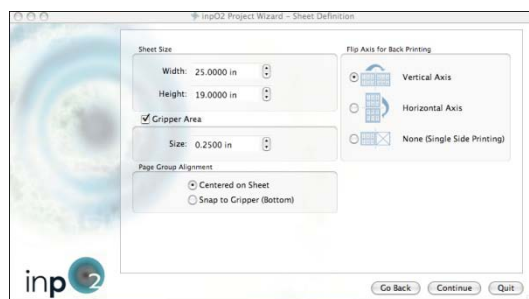 inpO2 Project Wizard – Sheet Definition
Sheet Size
Width: 25.0000 in
Height: 19.0000 in
Gripper Area
Size: 0.2500 in
Page Group Alignment
Centered on Sheet
Snap to Gripper (Bottom)
Flip Axis for Back Printing
Vertical Axis
Horizontal Axis
None (Single Side Printing)
inpO2
Go Back Continue Quit